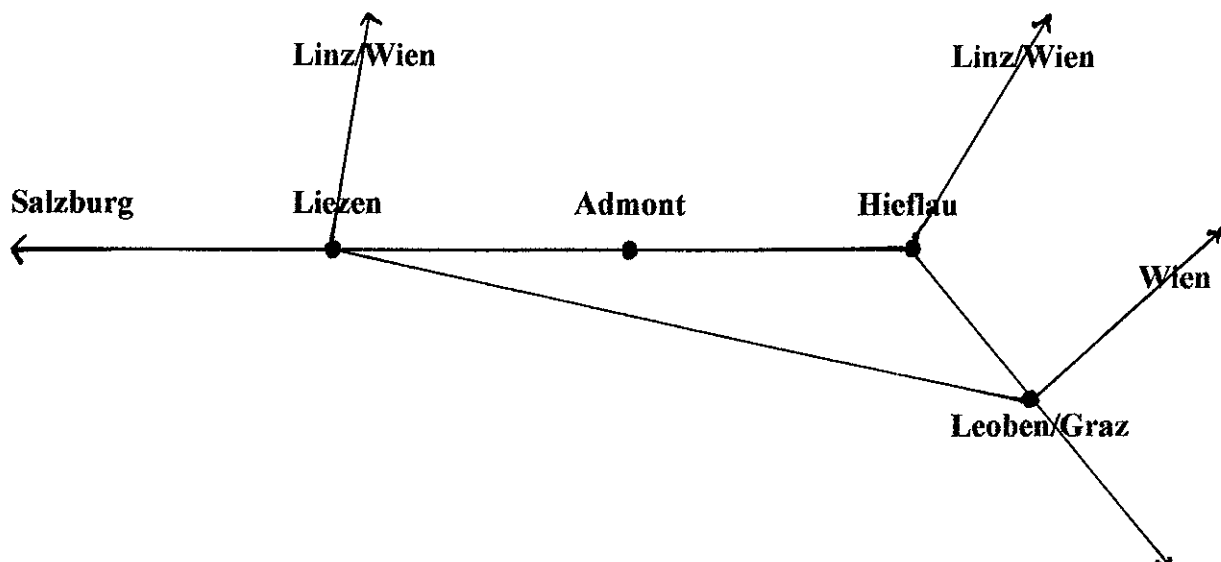 Linz/Wien
Linz/Wien
Salzburg
Liezen
Admont
Hieflau
Wien
Leoben/Graz